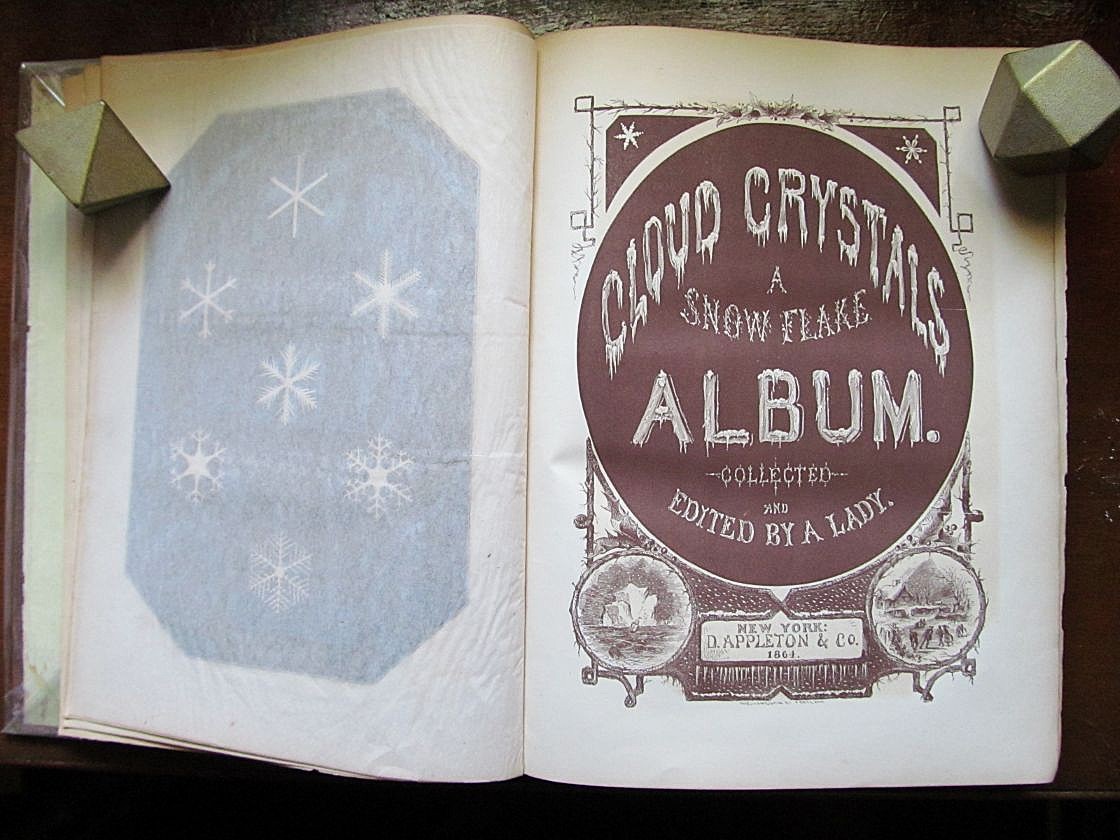 CLOUD CRYSTALS
A
SNOW FLAKE
ALBUM.
COLLECTED
AND
EDITED BY A LADY.
NEW YORK:
D. APPLETON & CO.
1864.